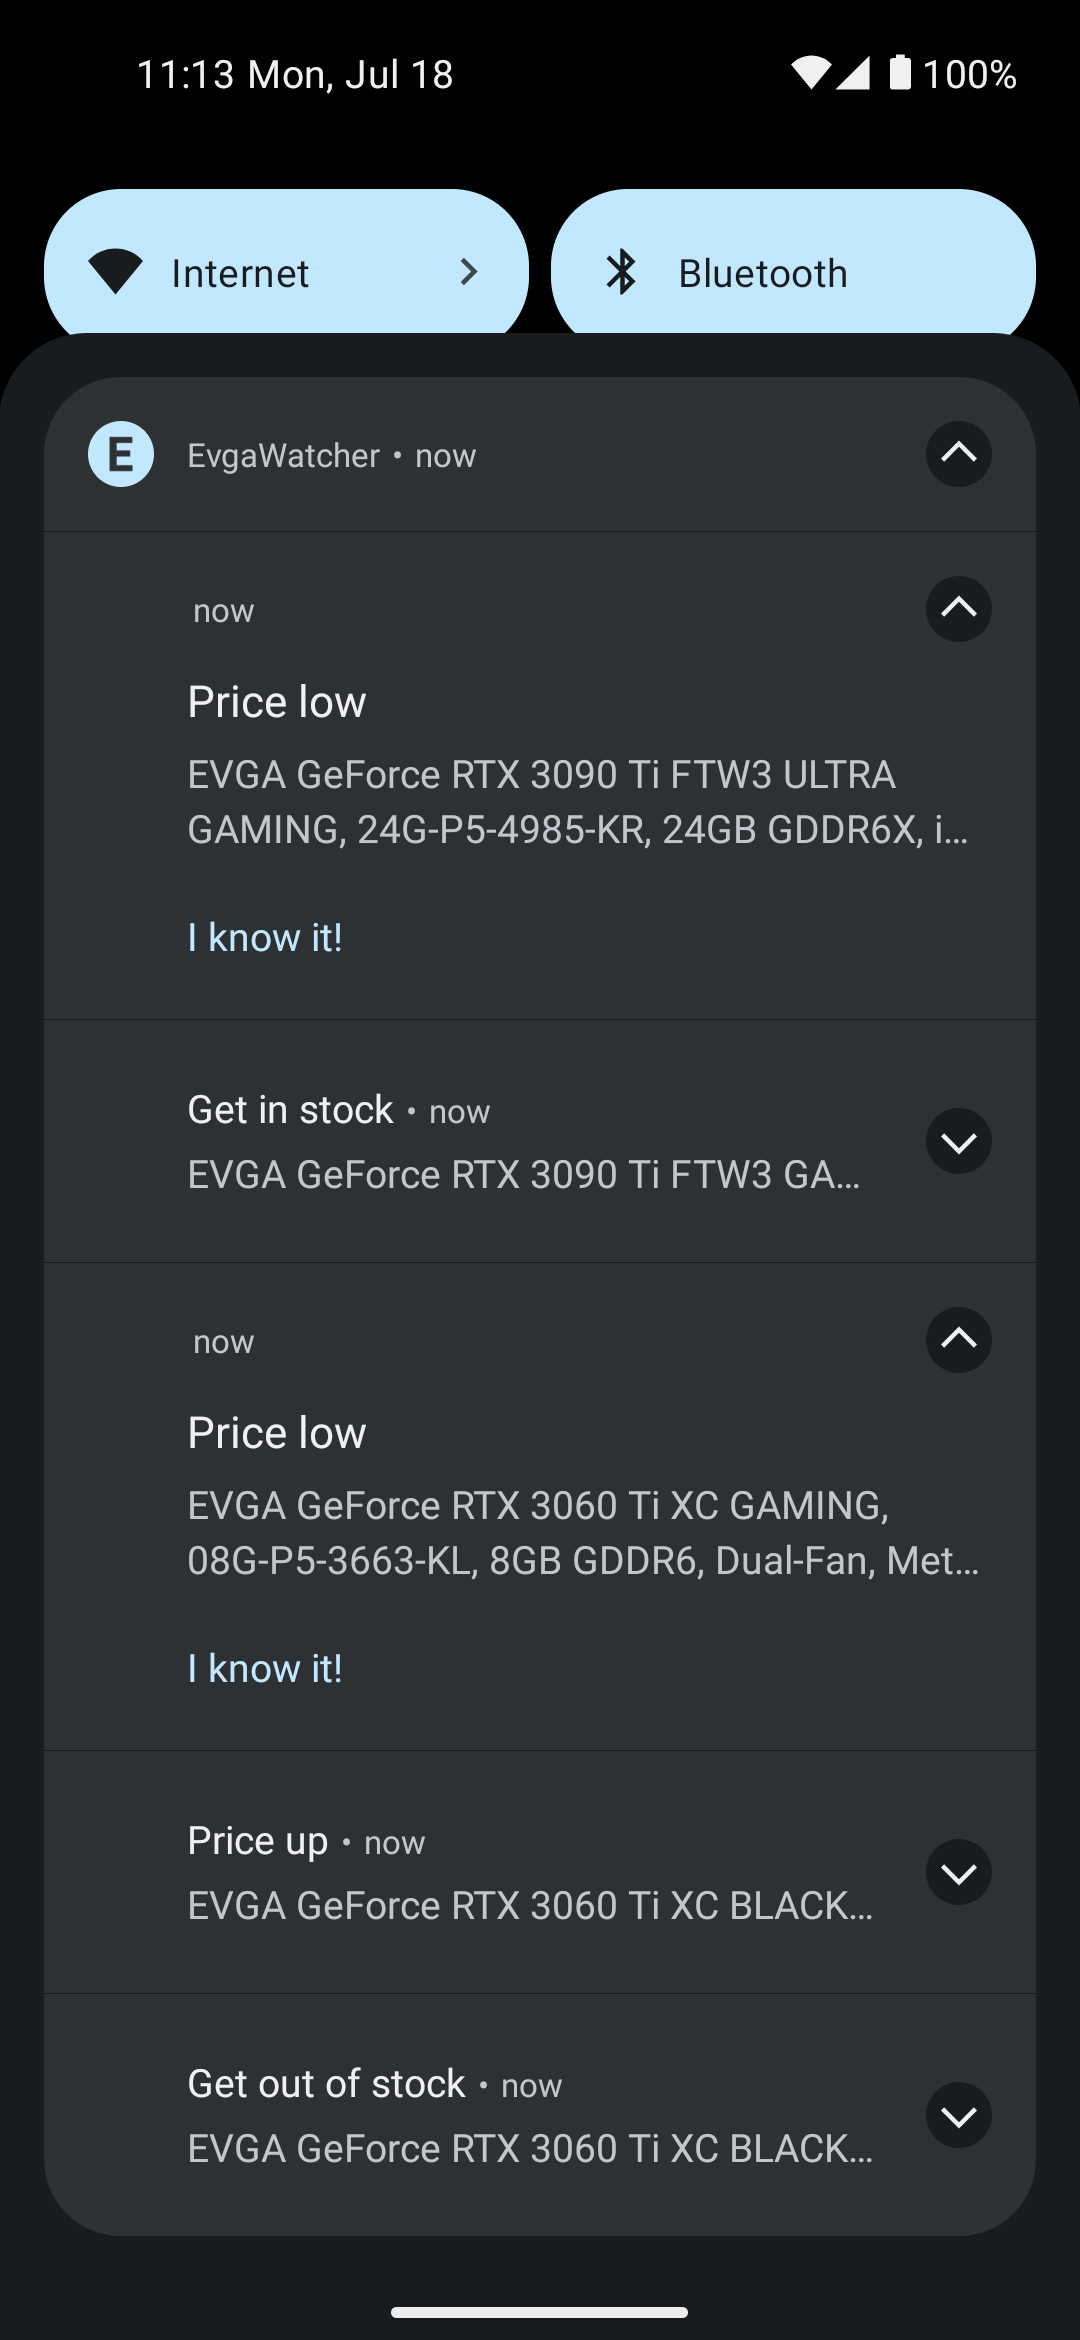 11:13 Mon, Jul 18
100%
Internet
Bluetooth
E
EvgaWatcher • now
now
Price low
EVGA GeForce RTX 3090 Ti FTW3 ULTRA
GAMING, 24G-P5-4985-KR, 24GB GDDR6X, i…
I know it!
Get in stock • now
EVGA GeForce RTX 3090 Ti FTW3 GA…
now
Price low
EVGA GeForce RTX 3060 Ti XC GAMING,
08G-P5-3663-KL, 8GB GDDR6, Dual-Fan, Met…
I know it!
Price up • now
EVGA GeForce RTX 3060 Ti XC BLACK…
Get out of stock • now
EVGA GeForce RTX 3060 Ti XC BLACK…